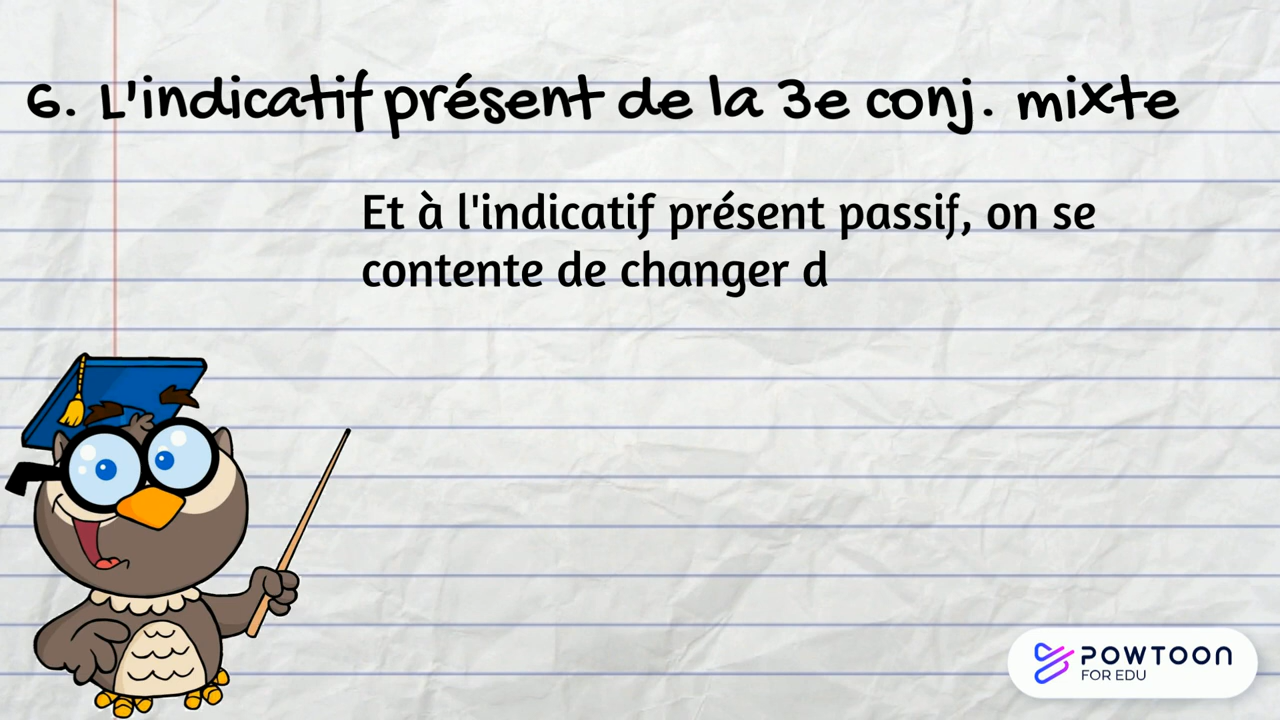 6. L'indicatif présent de la 3e conj. mixte
Et à l'indicatif présent passif, on se
contente de changer d
POWTOON
FOR EDU